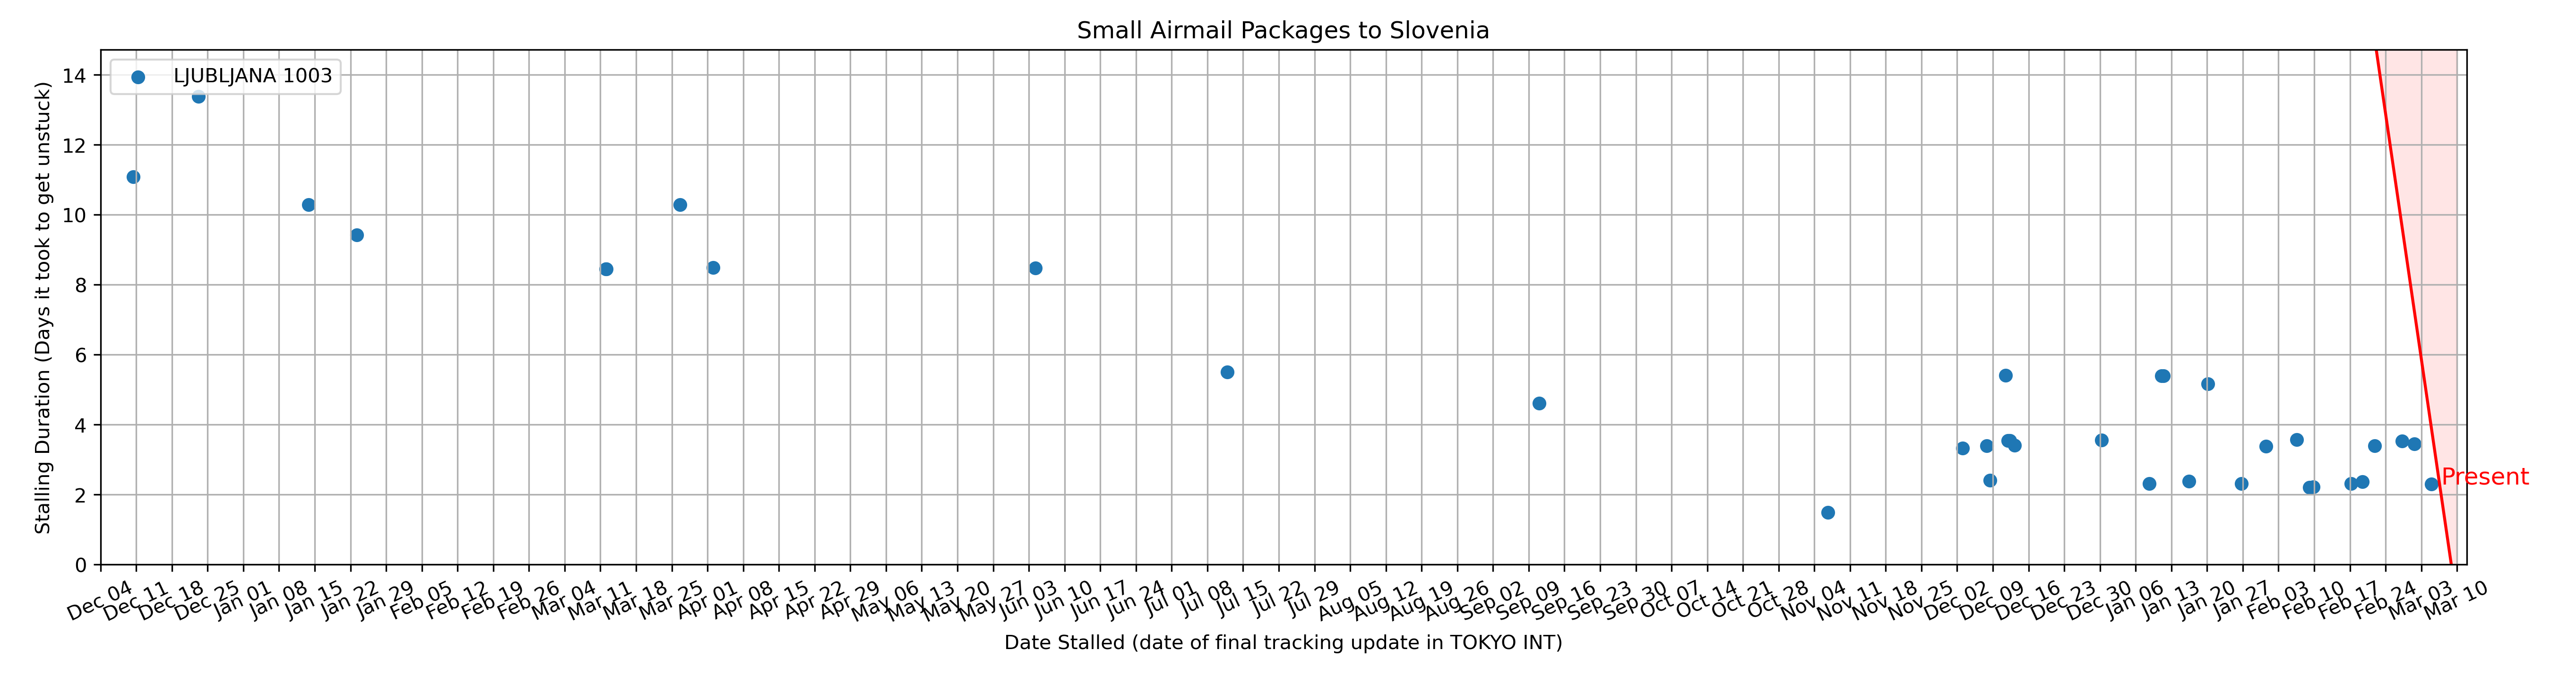 Small Airmail Packages to Slovenia
LJUBLJANA 1003
Stalling Duration (Days it took to get unstuck)
14
12
10
8
6
4
2
0
Present
Dec 04
Dec 11
Dec 18
Dec 25
Jan 01
Jan 08
Jan 15
Jan 22
Jan 29
Feb 05
Feb 12
Feb 19
Feb 26
Mar 04
Mar 11
Mar 18
Mar 25
Apr 01
Apr 08
Apr 15
Apr 22
Apr 29
May 06
May 13
May 20
May 27
Jun 03
Jun 10
Jun 17
Jun 24
Jul 01
Jul 08
Jul 15
Jul 22
Jul 29
Aug 05
Aug 12
Aug 19
Aug 26
Sep 02
Sep 09
Sep 16
Sep 23
Sep 30
Oct 07
Oct 14
Oct 21
Oct 28
Nov 04
Nov 11
Nov 18
Nov 25
Dec 02
Dec 09
Dec 16
Dec 23
Dec 30
Jan 06
Jan 13
Jan 20
Jan 27
Feb 03
Feb 10
Feb 17
Feb 24
Mar 03
Mar 10
Date Stalled (date of final tracking update in TOKYO INT)